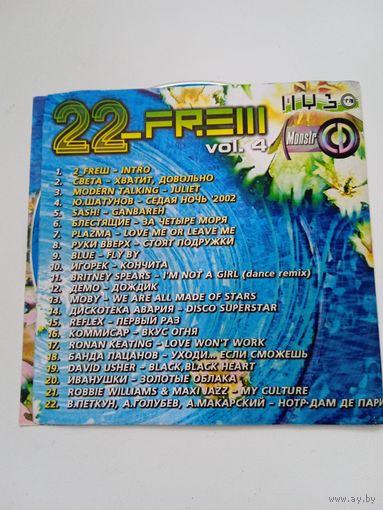 22_FREШ
vol. 4
МУЗ
ТВ
Monstr
CD
1. 2_FREШ - INTRO
2. СВЕТА - ХВАТИТ, ДОВОЛЬНО
3. MODERN TALKING - JULIET
4. Ю.ШАТУНОВ - СЕДАЯ НОЧЬ '2002
5. SASH! - GANBAREH
6. БЛЕСТЯЩИЕ - ЗА ЧЕТЫРЕ МОРЯ
7. PLAZMA - LOVE ME OR LEAVE ME
8. РУКИ ВВЕРХ - СТОЯТ ПОДРУЖКИ
9. BLUE - FLY BY
10. ИГОРЕК - КОНЧИТА
11. BRITNEY SPEARS - I'M NOT A GIRL (dance remix)
12. ДЕМО - ДОЖДИК
13. MOBY - WE ARE ALL MADE OF STARS
14. ДИСКОТЕКА АВАРИЯ - DISCO SUPERSTAR
15. REFLEX - ПЕРВЫЙ РАЗ
16. КОММИСАР - ВКУС ОГНЯ
17. RONAN KEATING - LOVE WON'T WORK
18. БАНДА ПАЦАНОВ - УХОДИ... ЕСЛИ СМОЖЕШЬ
19. DAVID USHER - BLACK, BLACK HEART
20. ИВАНУШКИ - ЗОЛОТЫЕ ОБЛАКА
21. ROBBIE WILLIAMS & MAXI JAZZ - MY CULTURE
22. В.ПЕТКУН, А.ГОЛУБЕВ, А.МАКАРСКИЙ - НОТР-ДАМ ДЕ ПАРИ
www.ay.by